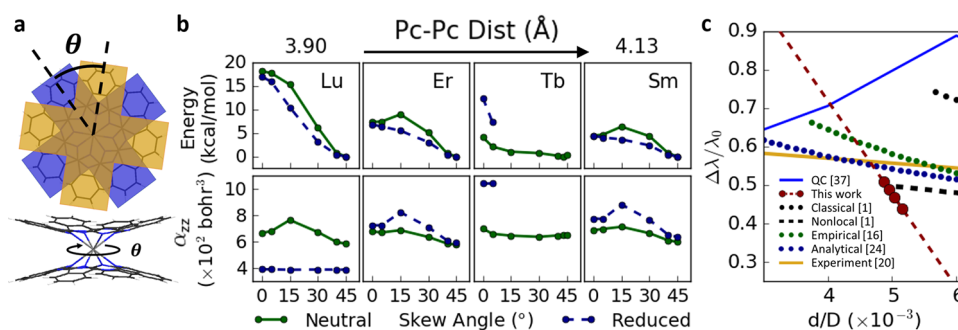 a
θ
θ
b
Pc-Pc Dist (Å)
3.90
4.13
Energy
(kcal/mol)
20
15
10
5
0
Lu
Er
Tb
Sm
α_zz
(×10² bohr³)
10
8
6
4
0 15 30 45
0 15 30 45
0 15 30 45
0 15 30 45
Neutral
Skew Angle (°)
Reduced
c
Δλ/λ₀
0.9
0.8
0.7
0.6
0.5
0.4
0.3
QC [37]
This work
Classical [1]
Nonlocal [1]
Empirical [16]
Analytical [24]
Experiment [20]
4
5
6
d/D (×10⁻³)